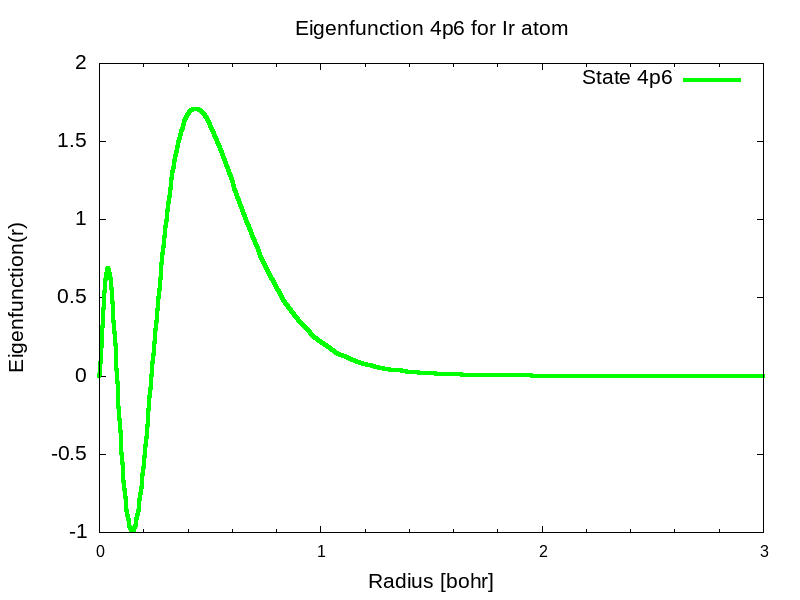 Eigenfunction 4p6 for Ir atom
State 4p6
2
1.5
1
0.5
0
-0.5
-1
Eigenfunction(r)
0 1 2 3
Radius [bohr]